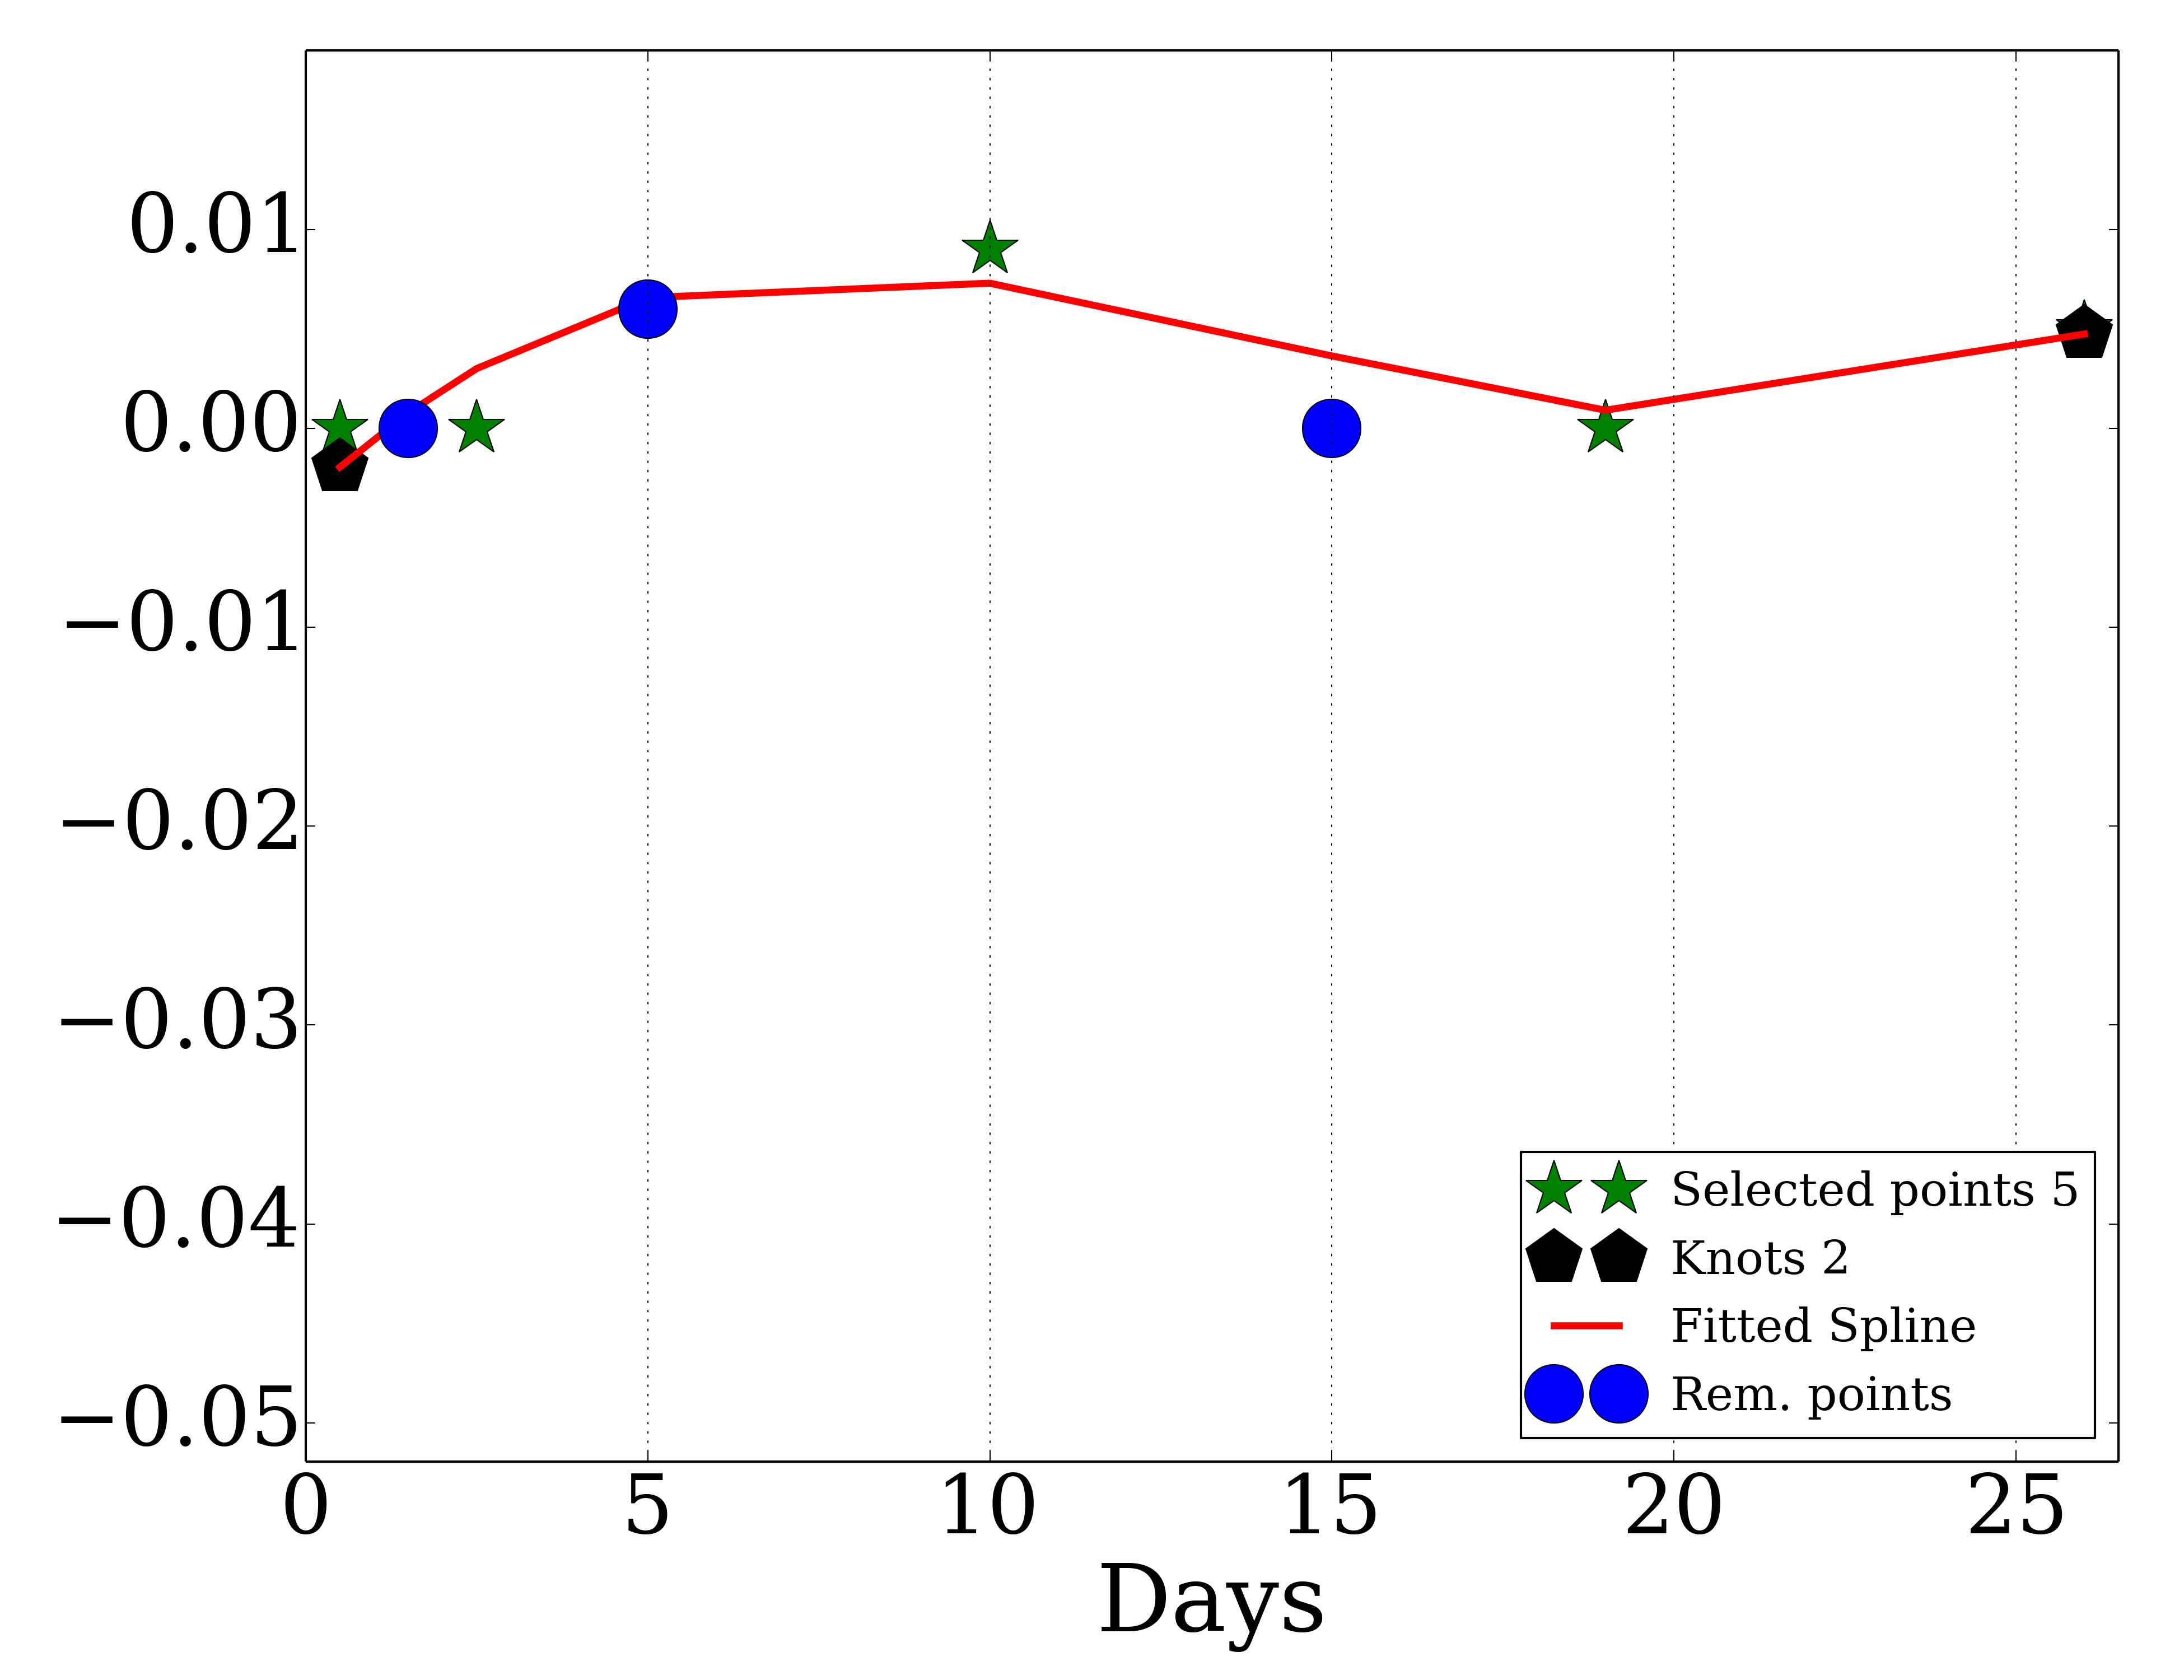 0.01
0.00
−0.01
−0.02
−0.03
−0.04
−0.05
Selected points 5
Knots 2
Fitted Spline
Rem. points
0 5 10 15 20 25
Days